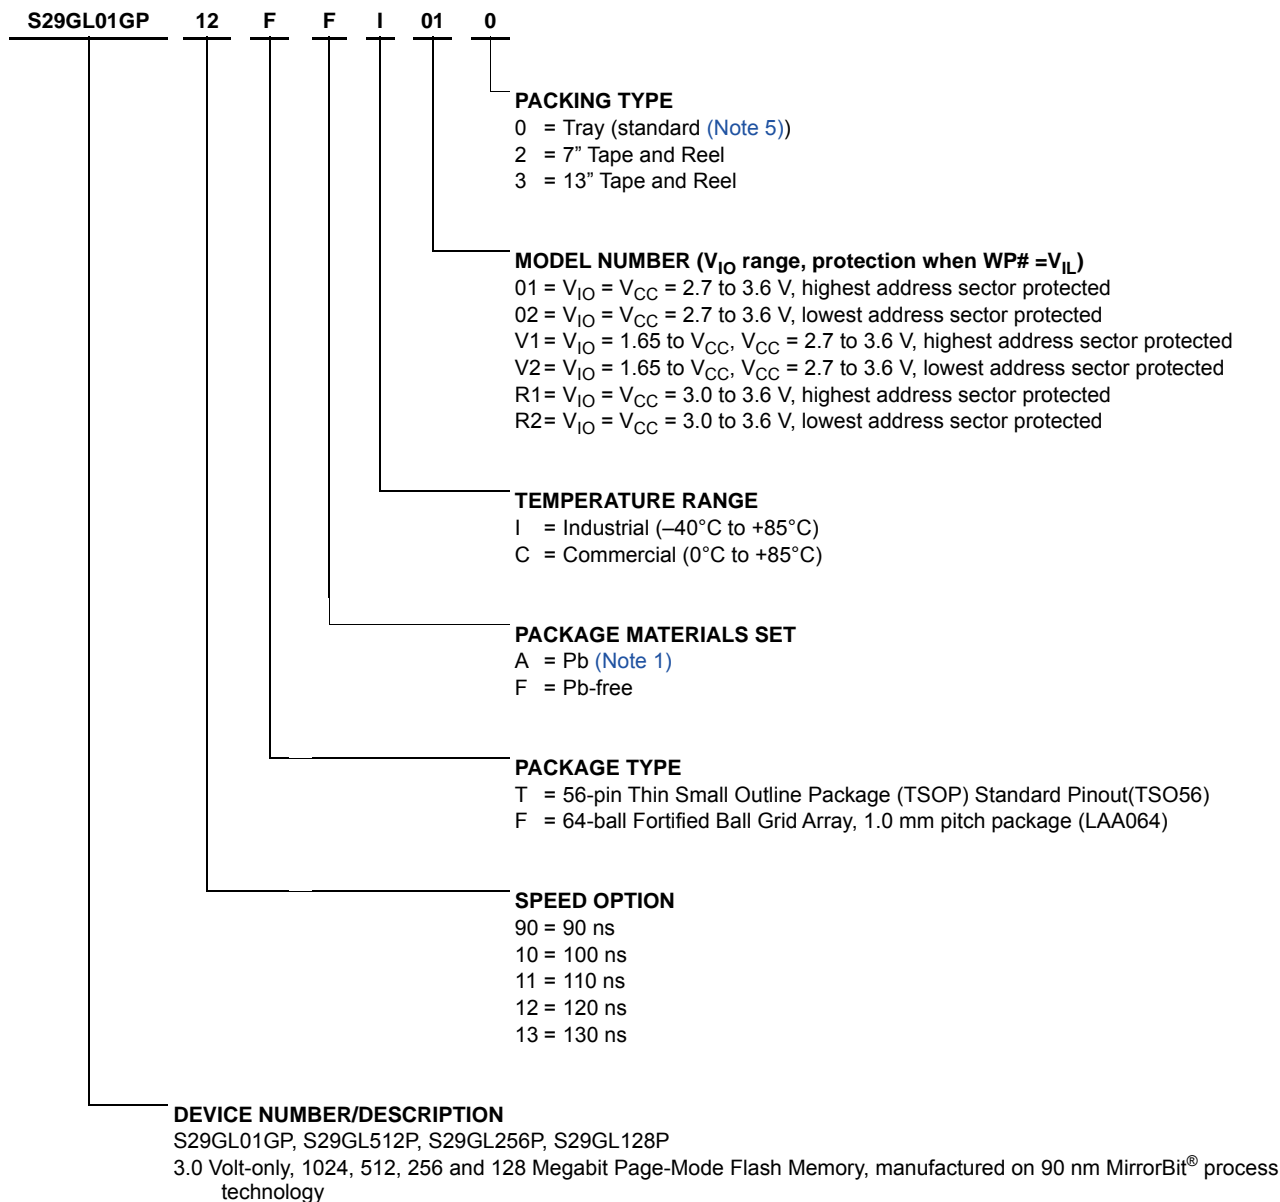 S29GL01GP 12 F F I 01 0
PACKING TYPE
0 = Tray (standard (Note 5))
2 = 7” Tape and Reel
3 = 13” Tape and Reel
MODEL NUMBER (VIO range, protection when WP# =VIL)
01 = VIO = VCC = 2.7 to 3.6 V, highest address sector protected
02 = VIO = VCC = 2.7 to 3.6 V, lowest address sector protected
V1 = VIO = 1.65 to VCC, VCC = 2.7 to 3.6 V, highest address sector protected
V2 = VIO = 1.65 to VCC, VCC = 2.7 to 3.6 V, lowest address sector protected
R1 = VIO = VCC = 3.0 to 3.6 V, highest address sector protected
R2 = VIO = VCC = 3.0 to 3.6 V, lowest address sector protected
TEMPERATURE RANGE
I = Industrial (–40°C to +85°C)
C = Commercial (0°C to +85°C)
PACKAGE MATERIALS SET
A = Pb (Note 1)
F = Pb-free
PACKAGE TYPE
T = 56-pin Thin Small Outline Package (TSOP) Standard Pinout(TSO56)
F = 64-ball Fortified Ball Grid Array, 1.0 mm pitch package (LAA064)
SPEED OPTION
90 = 90 ns
10 = 100 ns
11 = 110 ns
12 = 120 ns
13 = 130 ns
DEVICE NUMBER/DESCRIPTION
S29GL01GP, S29GL512P, S29GL256P, S29GL128P
3.0 Volt-only, 1024, 512, 256 and 128 Megabit Page-Mode Flash Memory, manufactured on 90 nm MirrorBit® process
technology